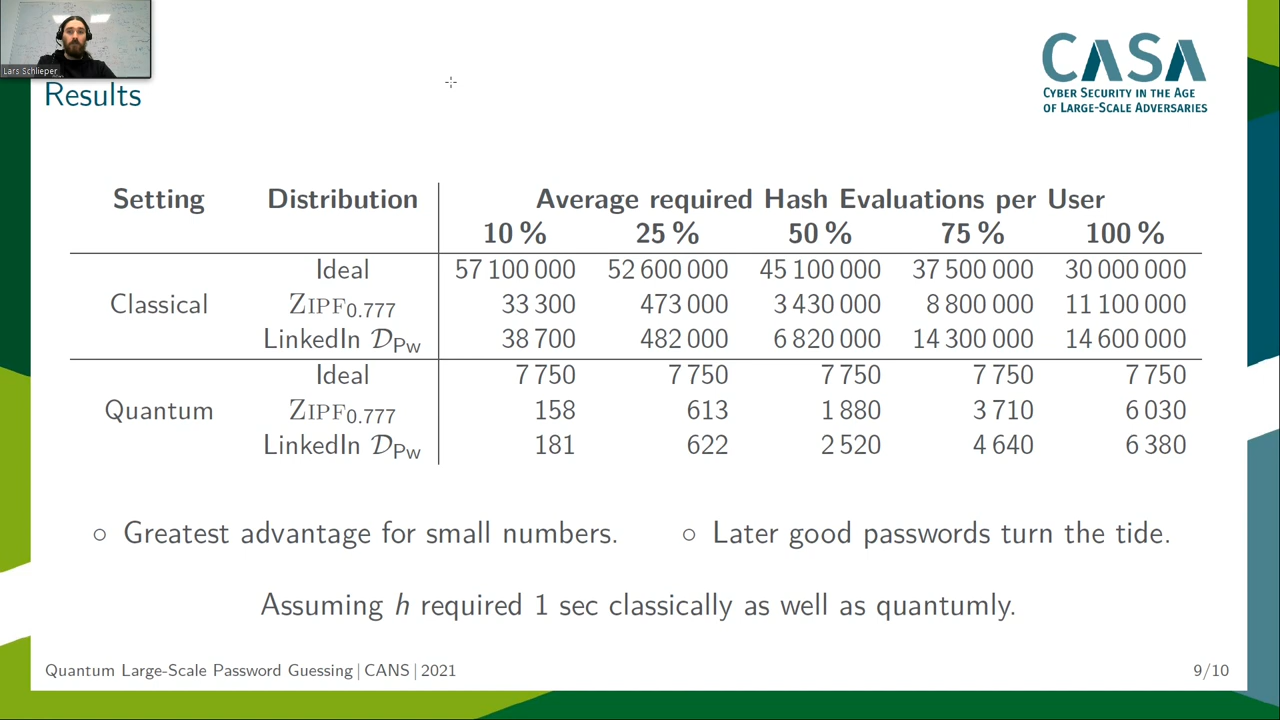 Lars Schlieper
Results
CASA
CYBER SECURITY IN THE AGE
OF LARGE-SCALE ADVERSARIES
Setting Distribution Average required Hash Evaluations per User
10 % 25 % 50 % 75 % 100 %
Ideal 57 100 000 52 600 000 45 100 000 37 500 000 30 000 000
Classical ZIPF0.777 33 300 473 000 3 430 000 8 800 000 11 100 000
LinkedIn 𝒟Pw 38 700 482 000 6 820 000 14 300 000 14 600 000
Ideal 7 750 7 750 7 750 7 750 7 750
Quantum ZIPF0.777 158 613 1 880 3 710 6 030
LinkedIn 𝒟Pw 181 622 2 520 4 640 6 380
○ Greatest advantage for small numbers. ○ Later good passwords turn the tide.
Assuming h required 1 sec classically as well as quantumly.
Quantum Large-Scale Password Guessing | CANS | 2021 9/10